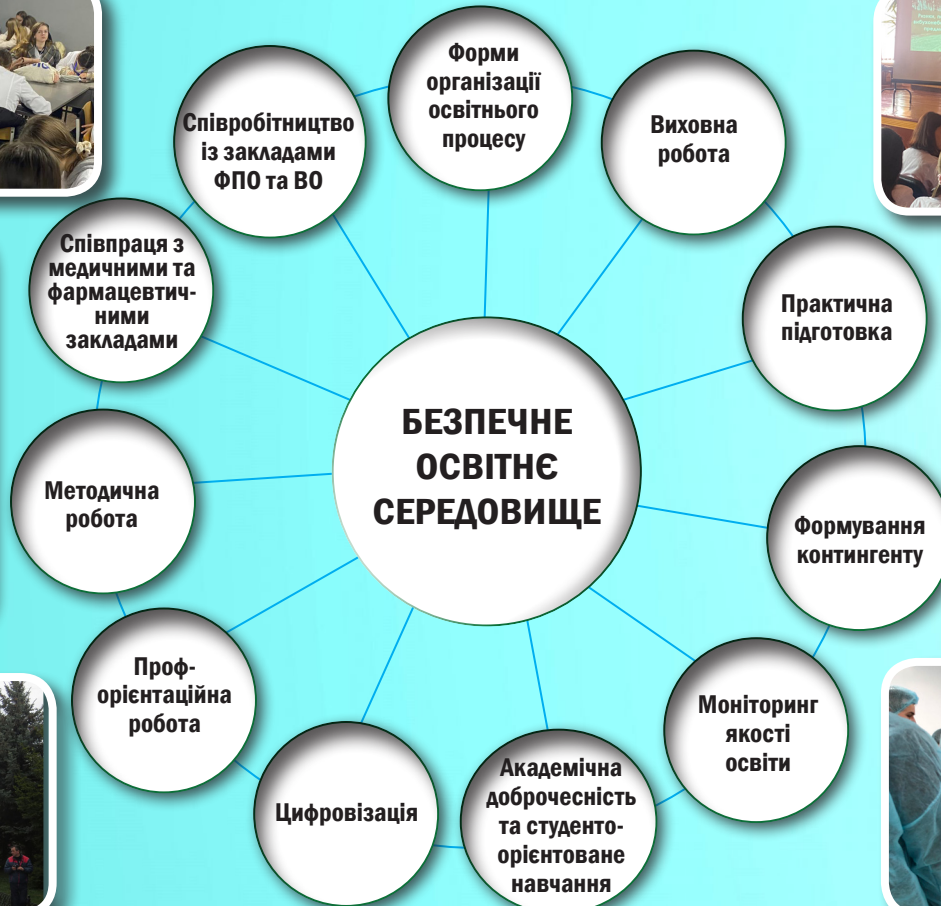 Форми
організації
освітнього
процесу
Виховна
робота
Практична
підготовка
Формування
контингенту
Моніторинг
якості
освіти
Академічна
доброчесність
та студенто-
орієнтоване
навчання
Цифровізація
Проф-
орієнтаційна
робота
Методична
робота
Співпраця з
медичними та
фармацевтич-
ними
закладами
Співробітництво
із закладами
ФПО та ВО
БЕЗПЕЧНЕ
ОСВІТНЄ
СЕРЕДОВИЩЕ